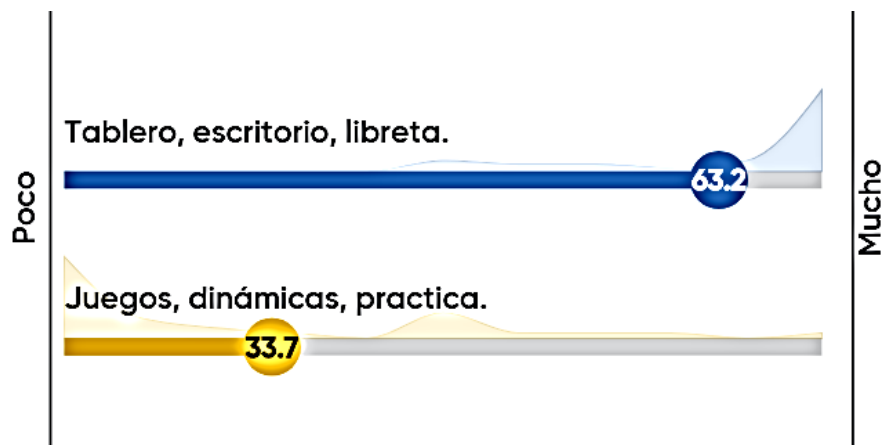 Tablero, escritorio, libreta.
63.2
Poco
Mucho
Juegos, dinámicas, practica.
33.7